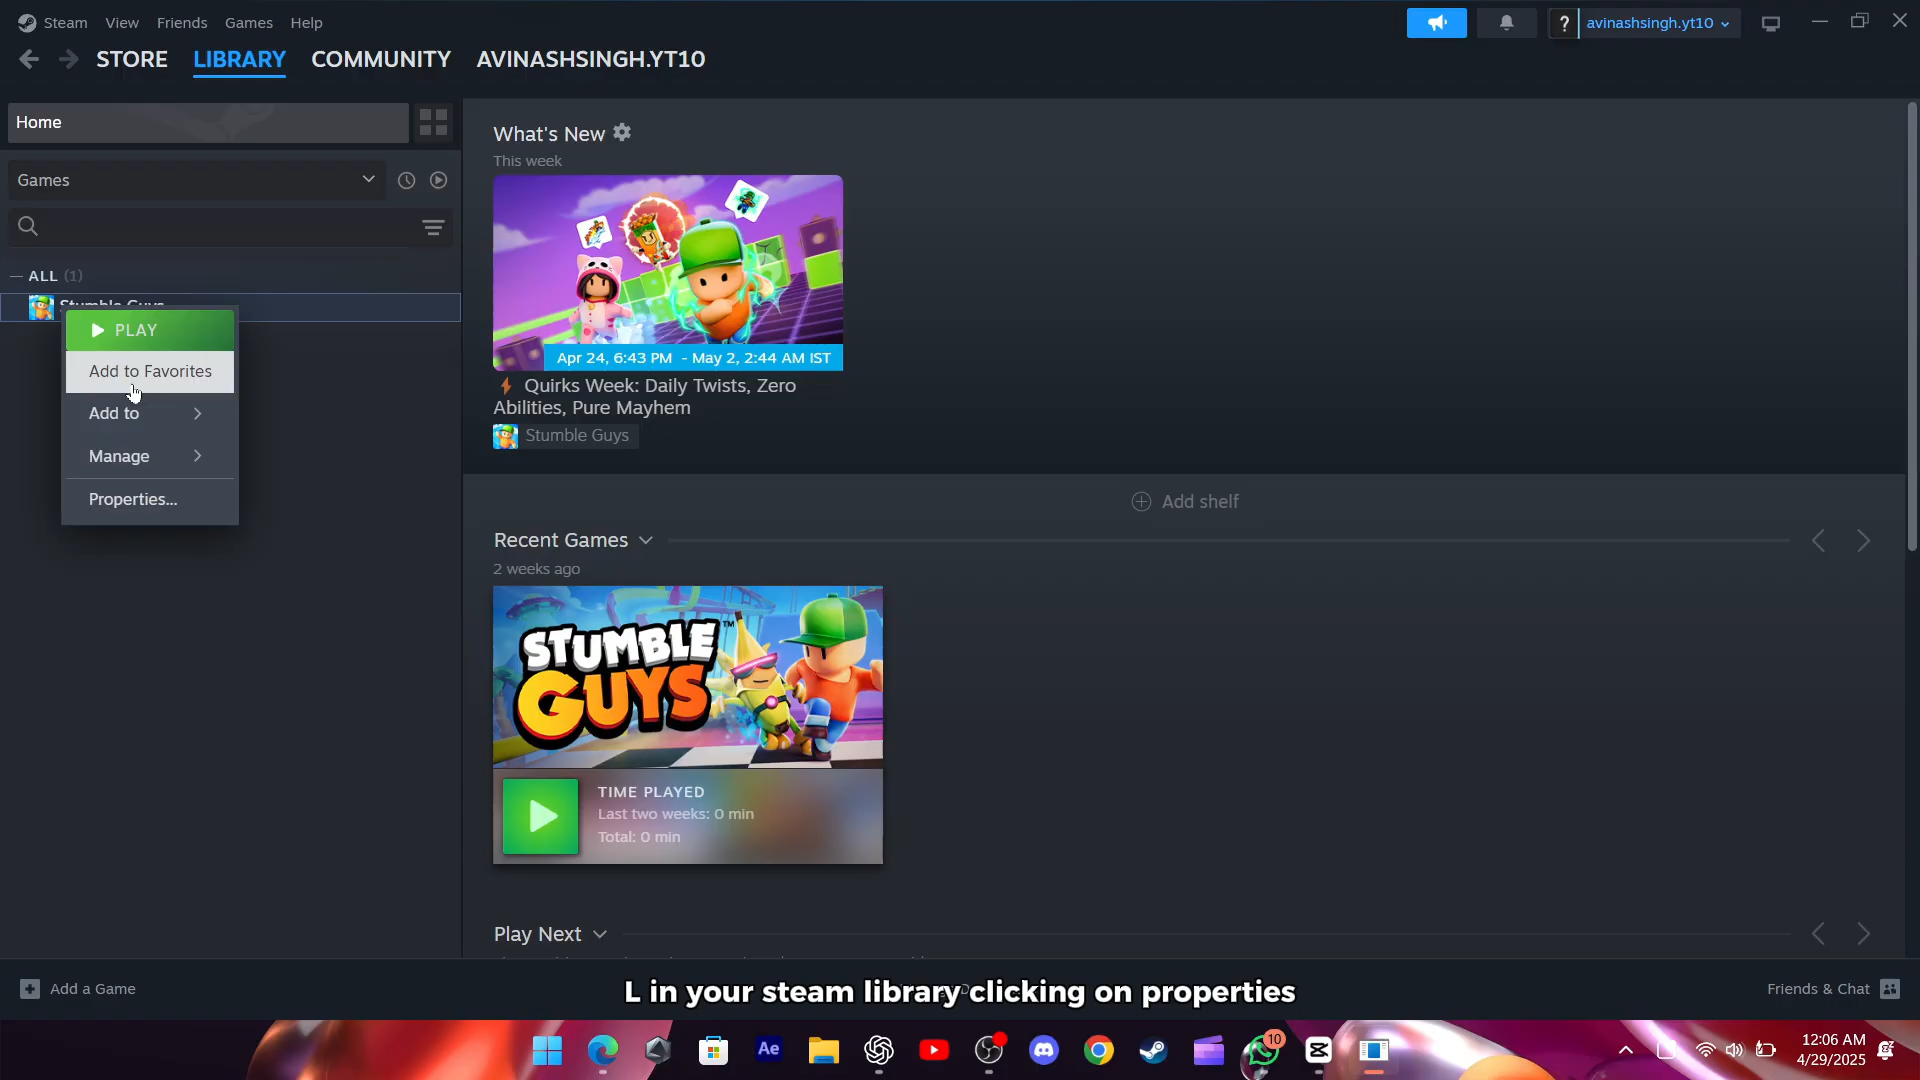 Steam View Friends Games Help
? avinashsingh.yt10
STORE LIBRARY COMMUNITY AVINASHSINGH.YT10
Home
Games
ALL (1)
Stumble Guys
PLAY
Add to Favorites
Add to
Manage
Properties...
What's New
This week
Apr 24, 6:43 PM - May 2, 2:44 AM IST
Quirks Week: Daily Twists, Zero
Abilities, Pure Mayhem
Stumble Guys
Add shelf
Recent Games
2 weeks ago
STUMBLE
GUYS
TM
TIME PLAYED
Last two weeks: 0 min
Total: 0 min
Play Next
Add a Game
L in your steam library clicking on properties
Friends & Chat
Ae
10
12:06 AM
4/29/2025